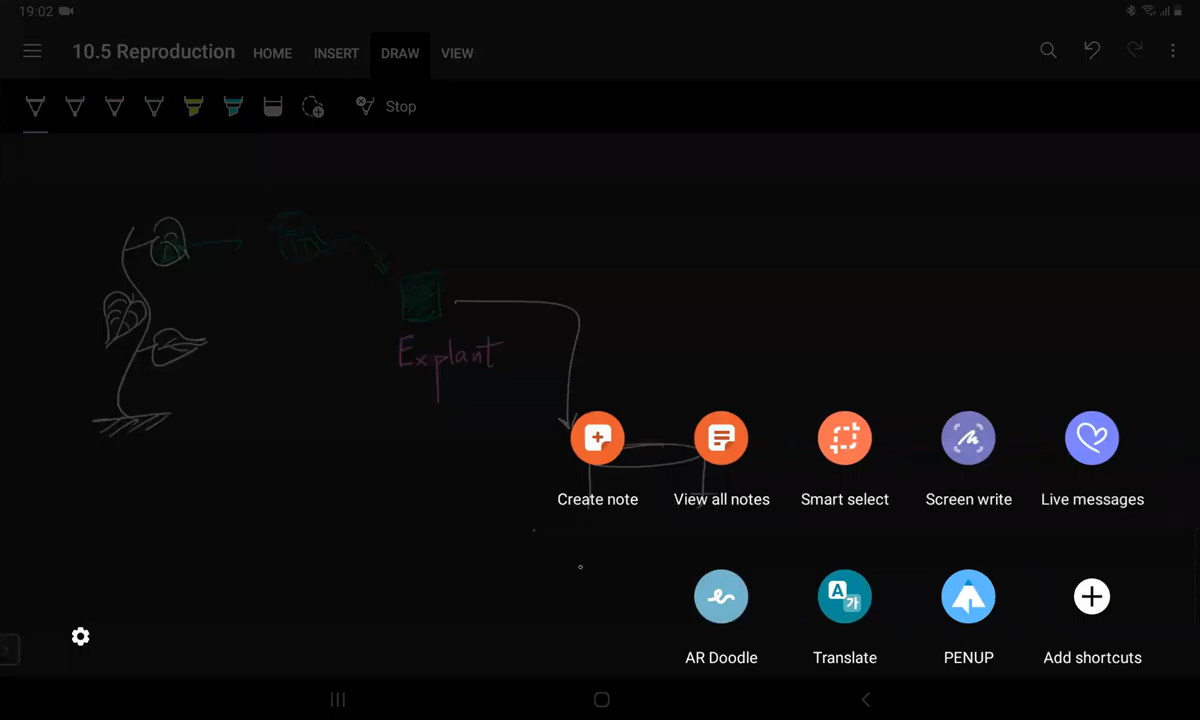 19:02
10.5 Reproduction HOME INSERT DRAW VIEW
Stop
Explant
Create note View all notes Smart select Screen write Live messages
AR Doodle Translate PENUP Add shortcuts